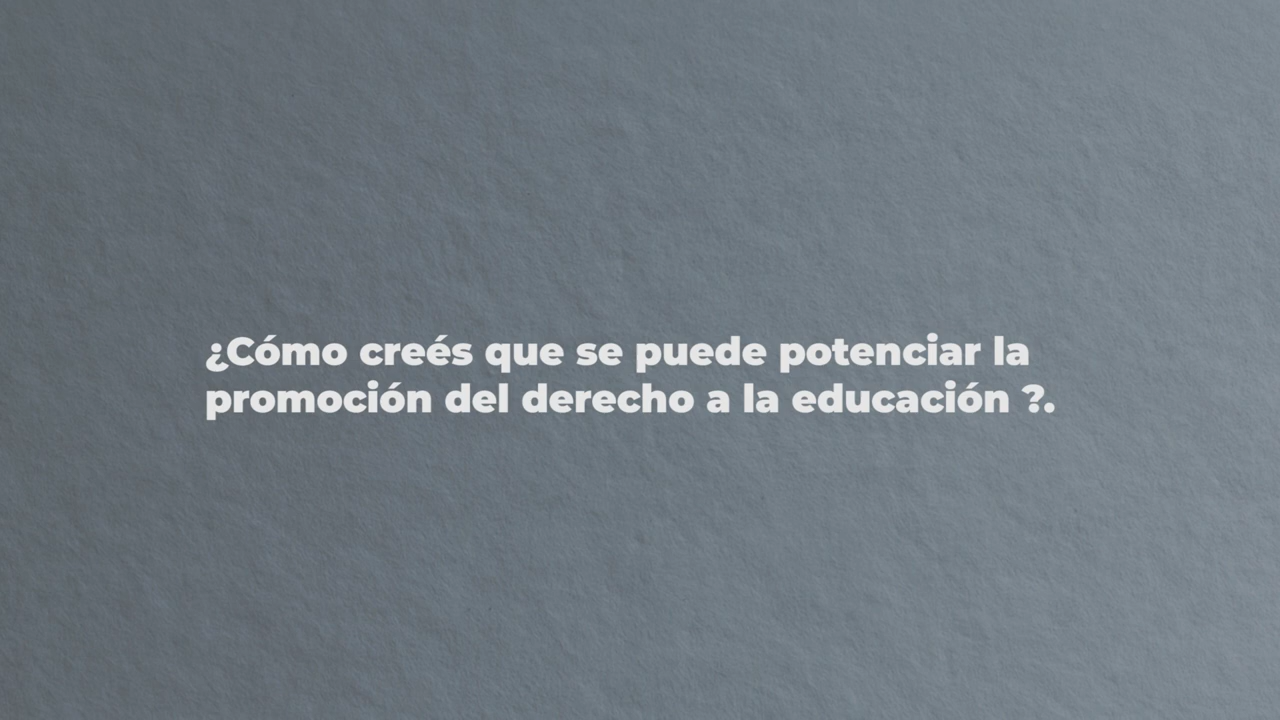 ¿Cómo creés que se puede potenciar la
promoción del derecho a la educación ?.